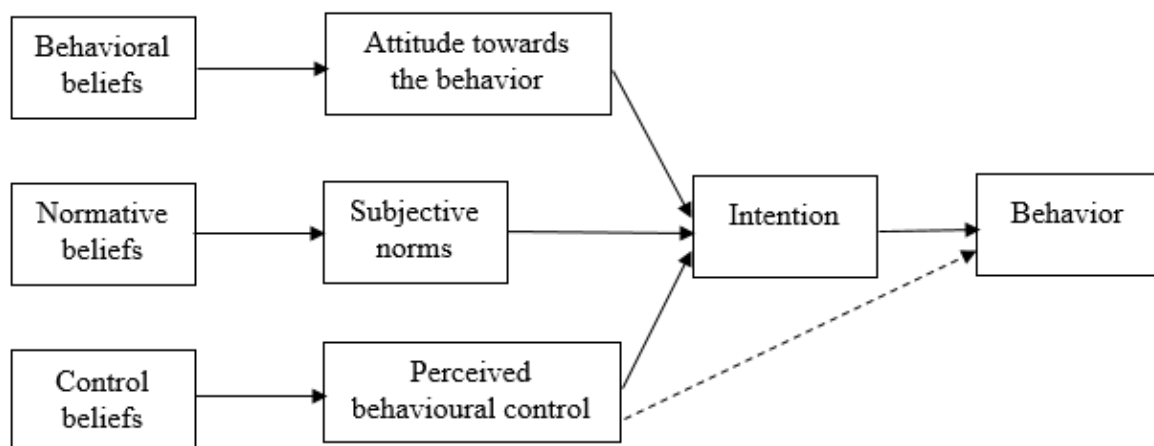 Behavioral
beliefs
Attitude towards
the behavior
Normative
beliefs
Subjective
norms
Intention
Behavior
Control
beliefs
Perceived
behavioural control